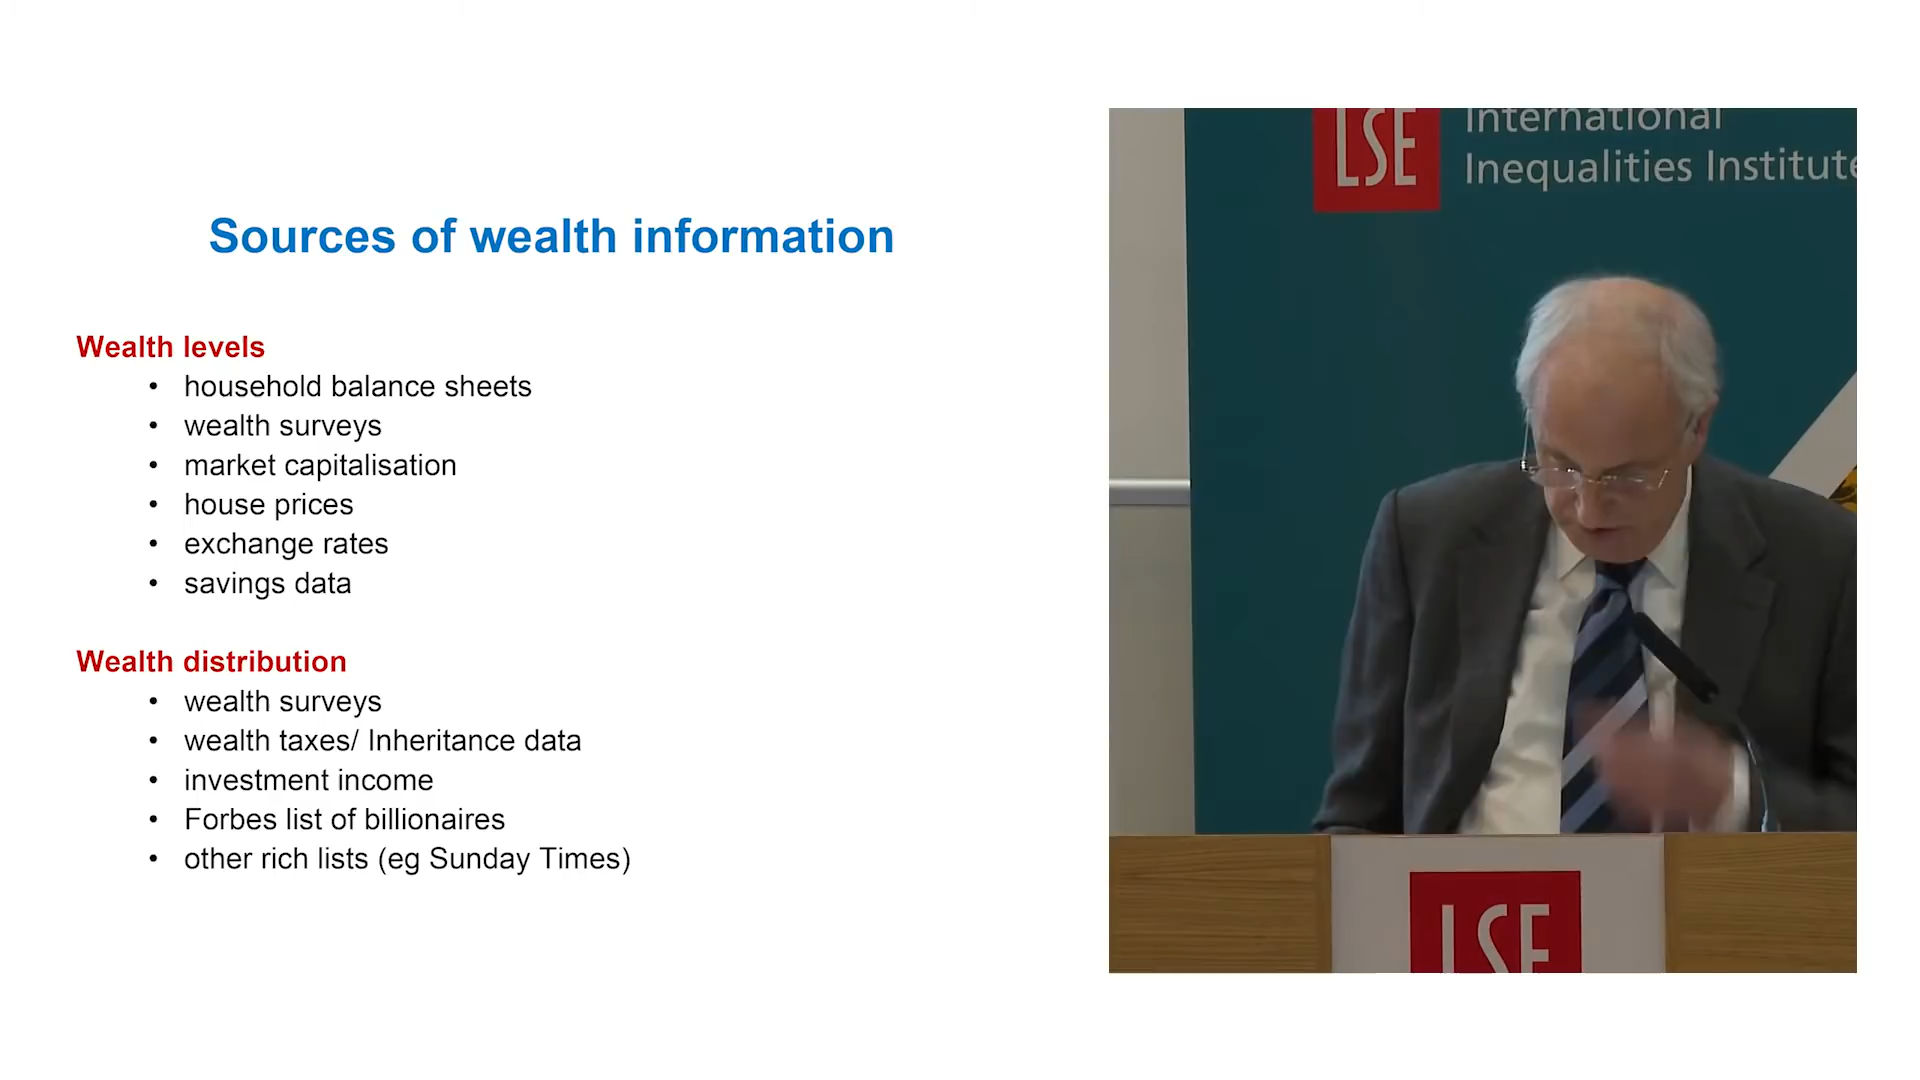 Sources of wealth information
Wealth levels
• household balance sheets
• wealth surveys
• market capitalisation
• house prices
• exchange rates
• savings data
Wealth distribution
• wealth surveys
• wealth taxes/ Inheritance data
• investment income
• Forbes list of billionaires
• other rich lists (eg Sunday Times)
LSE
International
Inequalities Institute
LSE